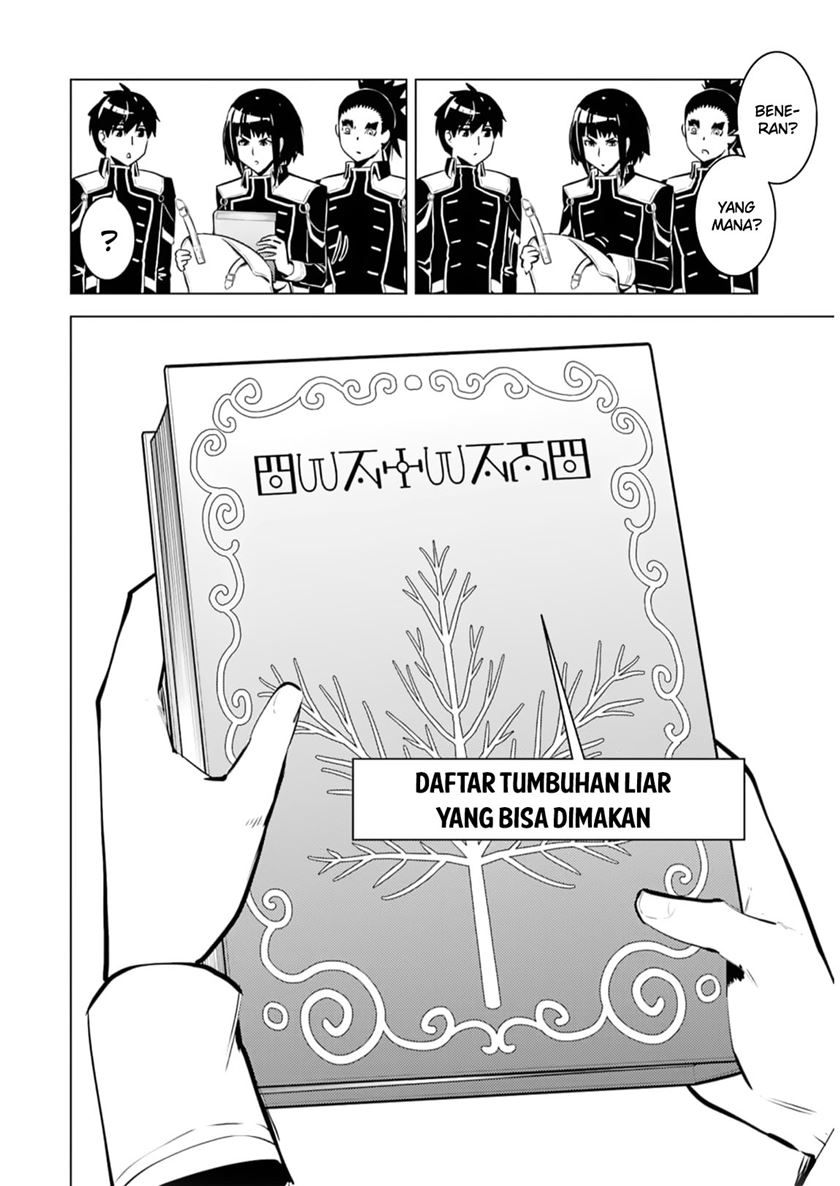 BENE-
RAN?
YANG
MANA?
?
DAFTAR TUMBUHAN LIAR
YANG BISA DIMAKAN